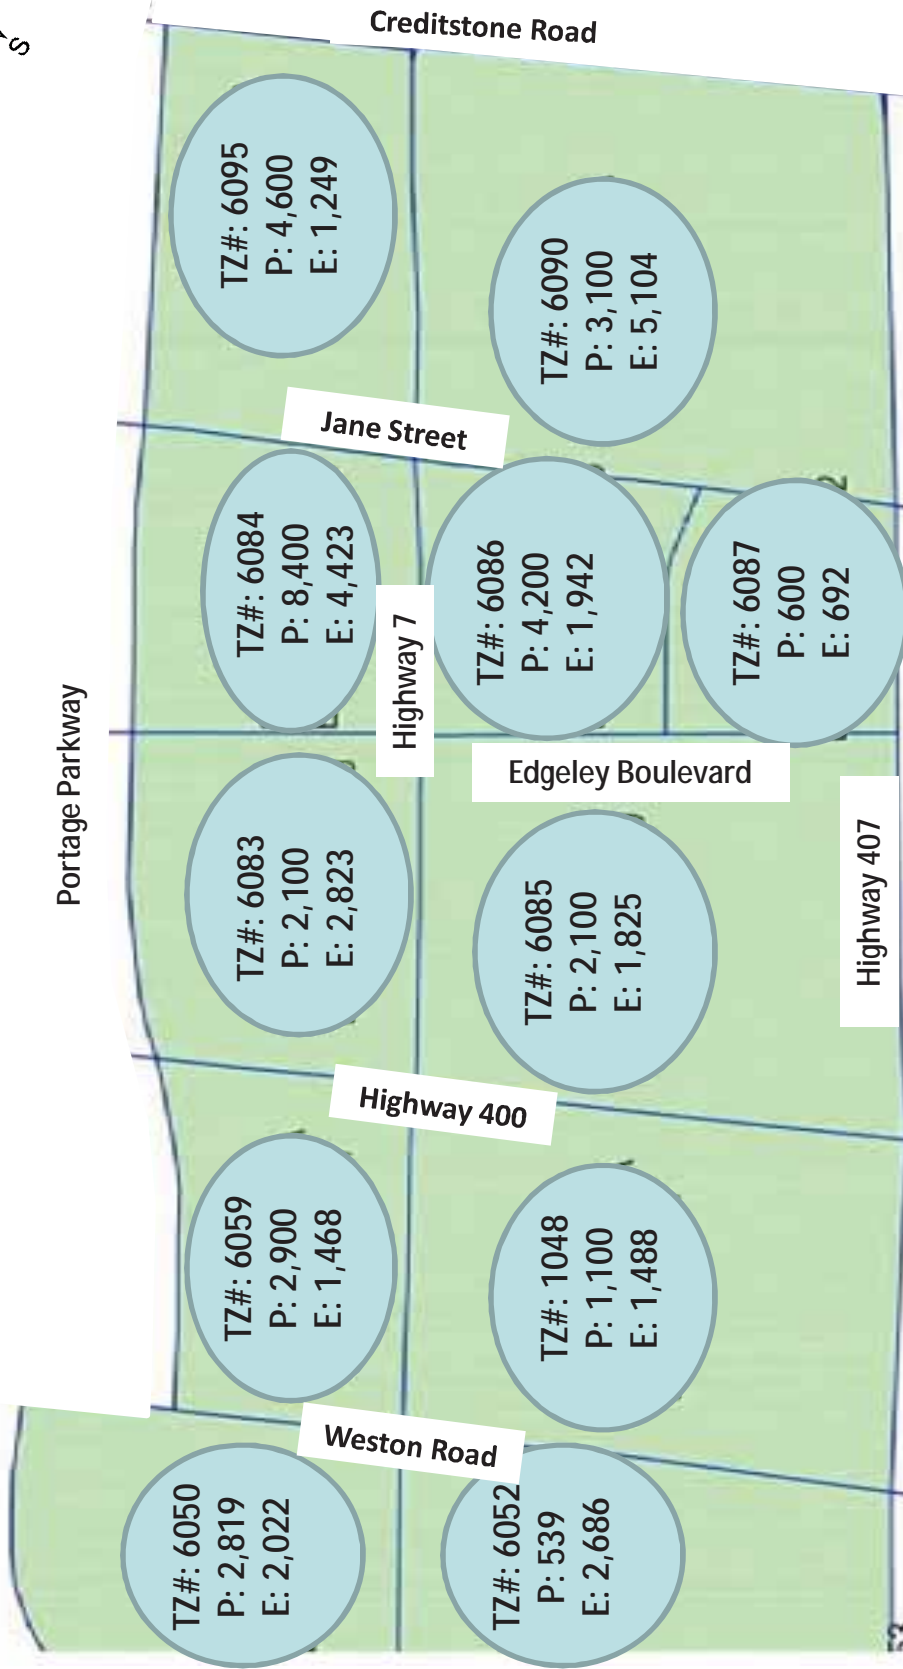 S
Creditstone Road
TZ#: 6095
P: 4,600
E: 1,249
TZ#: 6090
P: 3,100
E: 5,104
Jane Street
TZ#: 6084
P: 8,400
E: 4,423
Highway 7
TZ#: 6086
P: 4,200
E: 1,942
TZ#: 6087
P: 600
E: 692
2
Portage Parkway
Edgeley Boulevard
TZ#: 6083
P: 2,100
E: 2,823
TZ#: 6085
P: 2,100
E: 1,825
Highway 407
Highway 400
TZ#: 6059
P: 2,900
E: 1,468
TZ#: 1048
P: 1,100
E: 1,488
Weston Road
TZ#: 6050
P: 2,819
E: 2,022
TZ#: 6052
P: 539
E: 2,686